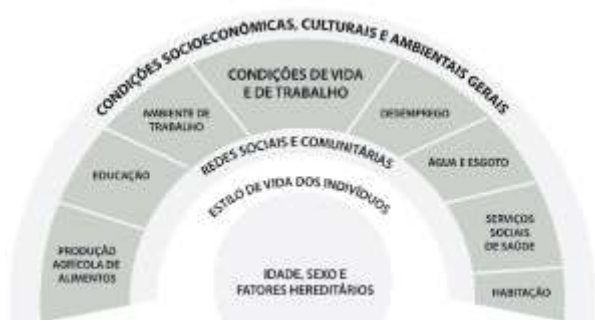 CONDIÇÕES SOCIOECONÔMICAS, CULTURAIS E AMBIENTAIS GERAIS
CONDIÇÕES DE VIDA
E DE TRABALHO
AMBIENTE DE
TRABALHO
DESEMPREGO
EDUCAÇÃO
ÁGUA E ESGOTO
PRODUÇÃO
AGRÍCOLA DE
ALIMENTOS
SERVIÇOS
SOCIAIS
DE SAÚDE
HABITAÇÃO
REDES SOCIAIS E COMUNITÁRIAS
ESTILO DE VIDA DOS INDIVÍDUOS
IDADE, SEXO E
FATORES HEREDITÁRIOS